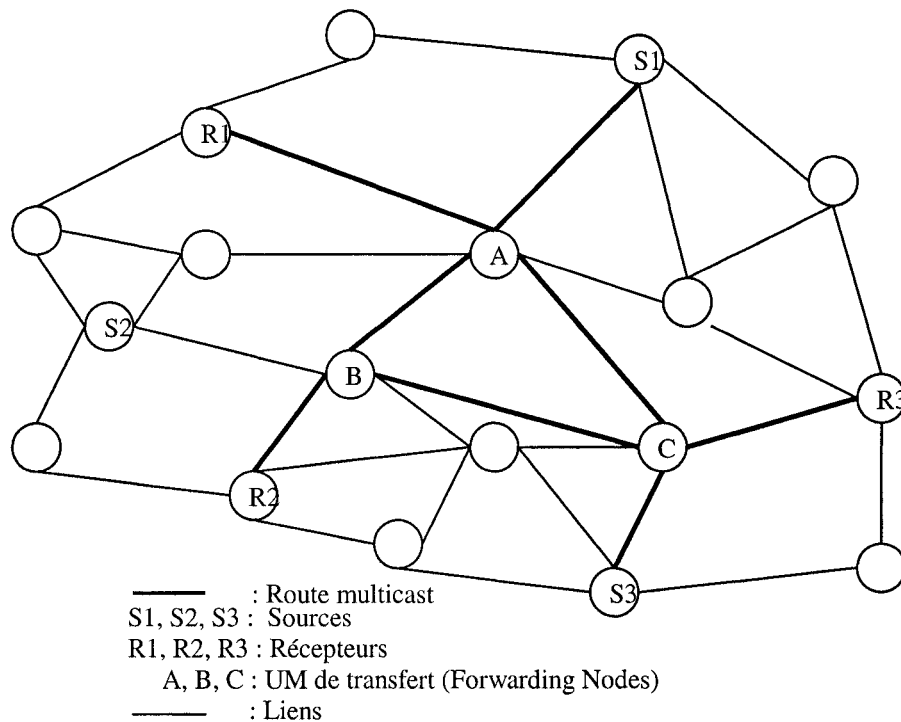 S1
R1
A
S2
B
R3
C
R2
S3
: Route multicast
S1, S2, S3 : Sources
R1, R2, R3 : Récepteurs
A, B, C : UM de transfert (Forwarding Nodes)
: Liens